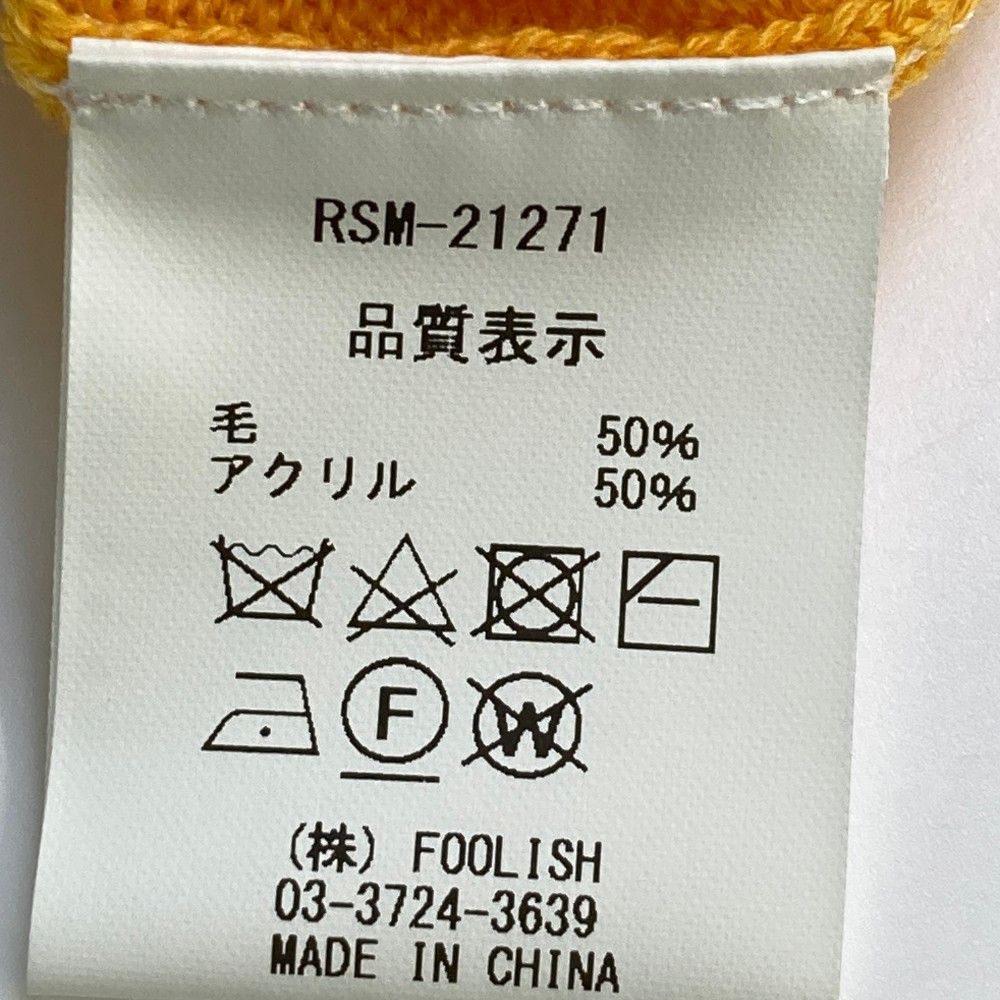 RSM-21271
品質表示
毛 50%
アクリル 50%
F W
(株) FOOLISH
03-3724-3639
MADE IN CHINA